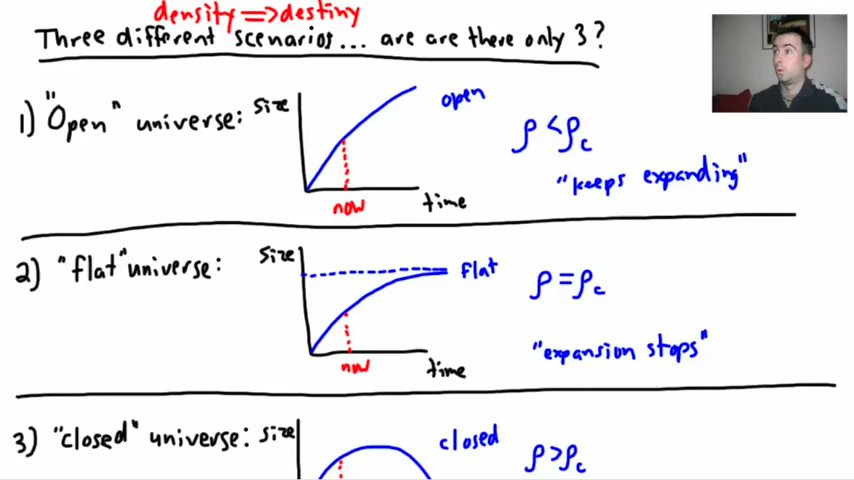 density ⇒ destiny
Three different scenarios... are are there only 3?
1) "Open" universe:
size
open
ρ < ρc
"keeps expanding"
now
time
2) "flat" universe:
size
flat
ρ = ρc
"expansion stops"
now
time
3) "closed" universe:
size
closed
ρ > ρc